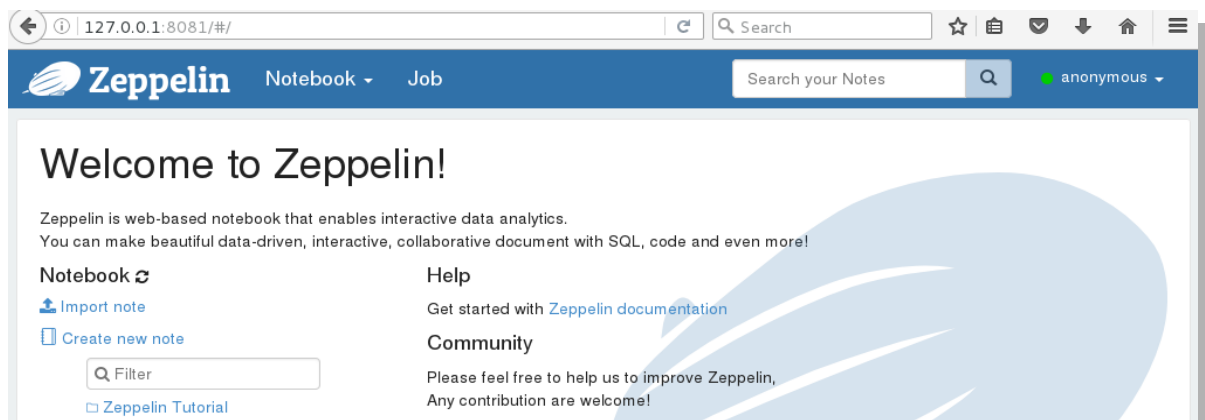 127.0.0.1:8081/#/
Search
Zeppelin Notebook Job Search your Notes anonymous
Welcome to Zeppelin!
Zeppelin is web-based notebook that enables interactive data analytics.
You can make beautiful data-driven, interactive, collaborative document with SQL, code and even more!
Notebook
Import note
Create new note
Filter
Zeppelin Tutorial
Help
Get started with Zeppelin documentation
Community
Please feel free to help us to improve Zeppelin,
Any contribution are welcome!